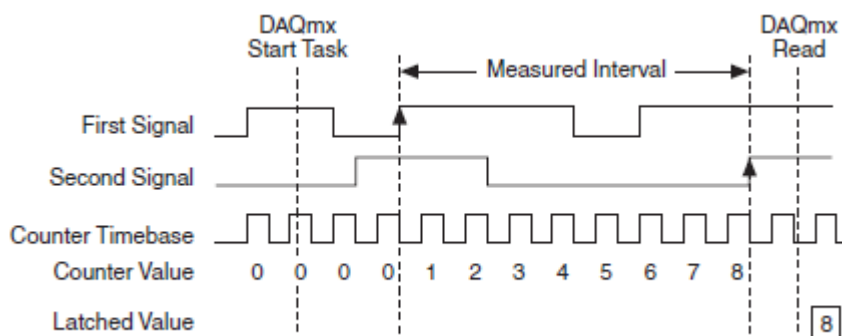 DAQmx
Start Task
DAQmx
Read
Measured Interval
First Signal
Second Signal
Counter Timebase
Counter Value 0 0 0 0 1 2 3 4 5 6 7 8
Latched Value 8